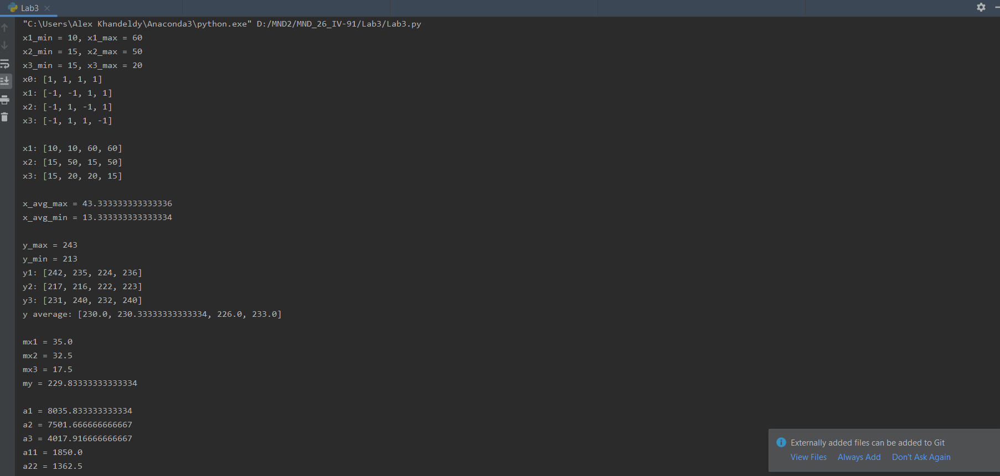 Lab3
"C:\Users\Alex Khandeldy\Anaconda3\python.exe" D:/MND2/MND_26_IV-91/Lab3/Lab3.py
x1_min = 10, x1_max = 60
x2_min = 15, x2_max = 50
x3_min = 15, x3_max = 20
x0: [1, 1, 1, 1]
x1: [-1, -1, 1, 1]
x2: [-1, 1, -1, 1]
x3: [-1, 1, 1, -1]
x1: [10, 10, 60, 60]
x2: [15, 50, 15, 50]
x3: [15, 20, 20, 15]
x_avg_max = 43.333333333333336
x_avg_min = 13.333333333333334
y_max = 243
y_min = 213
y1: [242, 235, 224, 236]
y2: [217, 216, 222, 223]
y3: [231, 240, 232, 240]
y average: [230.0, 230.33333333333334, 226.0, 233.0]
mx1 = 35.0
mx2 = 32.5
mx3 = 17.5
my = 229.83333333333334
a1 = 8035.833333333334
a2 = 7501.666666666667
a3 = 4017.916666666667
a11 = 1850.0
a22 = 1362.5
Externally added files can be added to Git
View Files Always Add Don't Ask Again